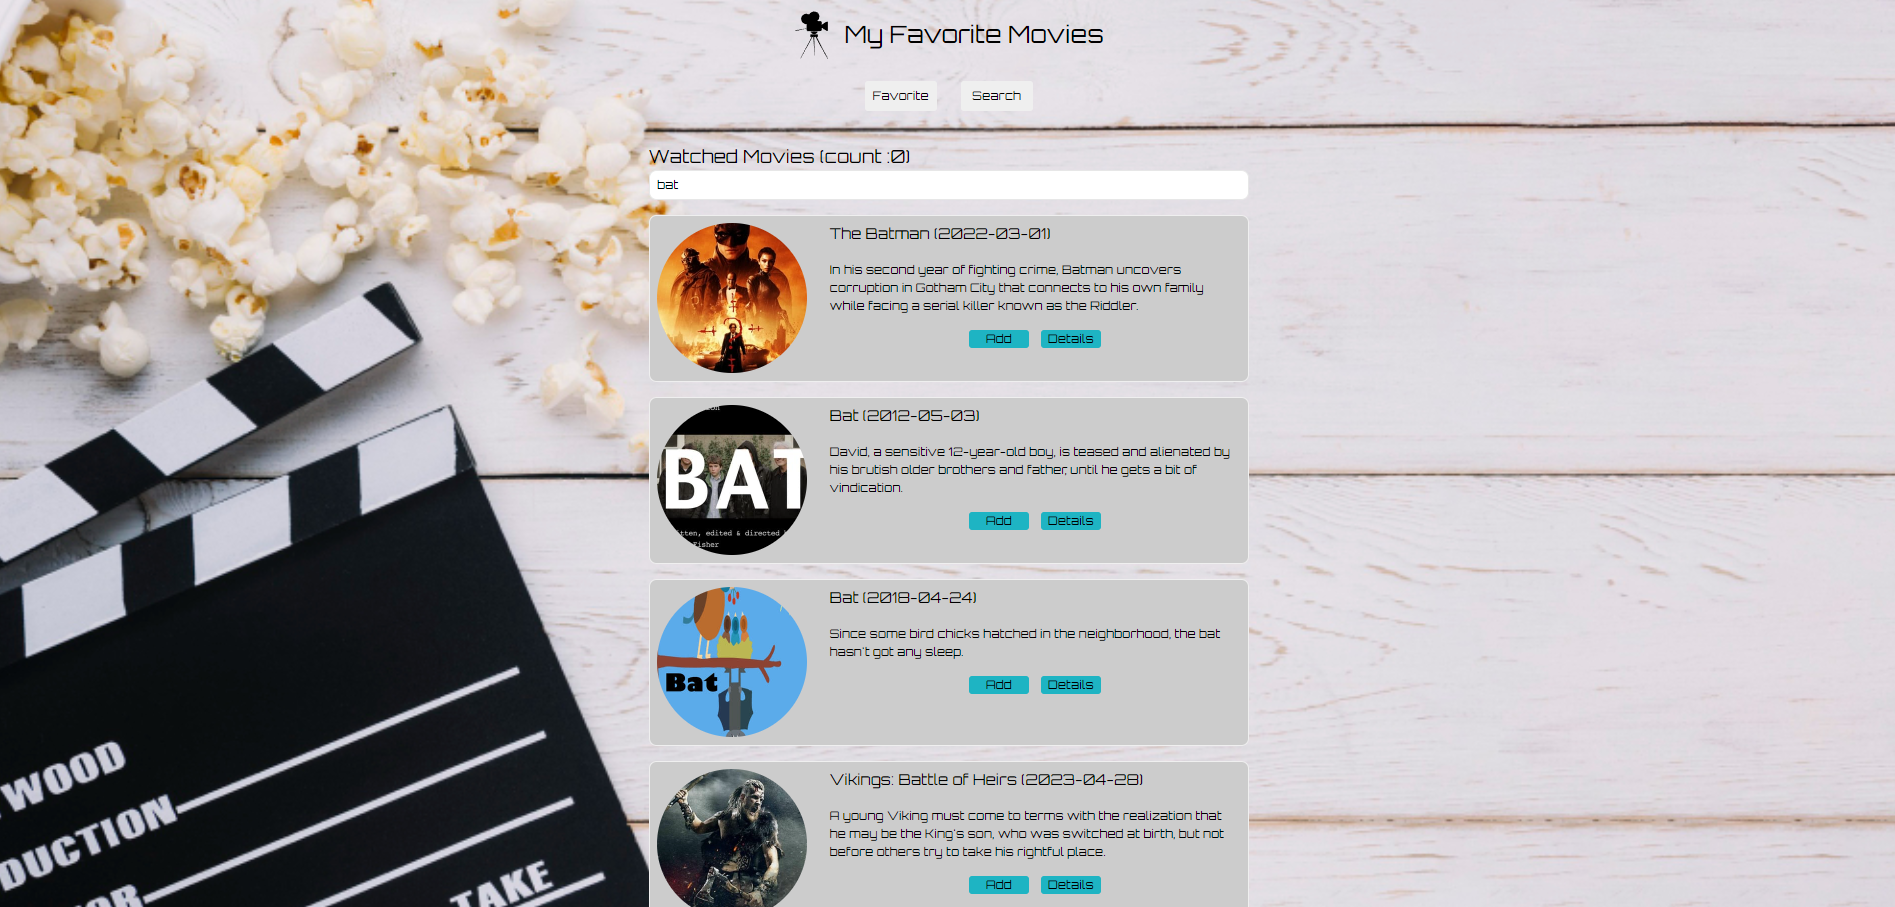 My Favorite Movies
Favorite
Search
Watched Movies (count :0)
bat
The Batman (2022-03-01)
In his second year of fighting crime, Batman uncovers
corruption in Gotham City that connects to his own family
while facing a serial killer known as the Riddler.
Add
Details
BAT
tten, edited & directed
Fisher
Bat (2012-05-03)
David, a sensitive 12-year-old boy, is teased and alienated by
his brutish older brothers and father, until he gets a bit of
vindication.
Add
Details
Bat
Bat (2018-04-24)
Since some bird chicks hatched in the neighborhood, the bat
hasn't got any sleep.
Add
Details
Vikings: Battle of Heirs (2023-04-28)
A young Viking must come to terms with the realization that
he may be the King's son, who was switched at birth, but not
before others try to take his rightful place.
Add
Details
WOOD
DUCTION
OR
TAKE